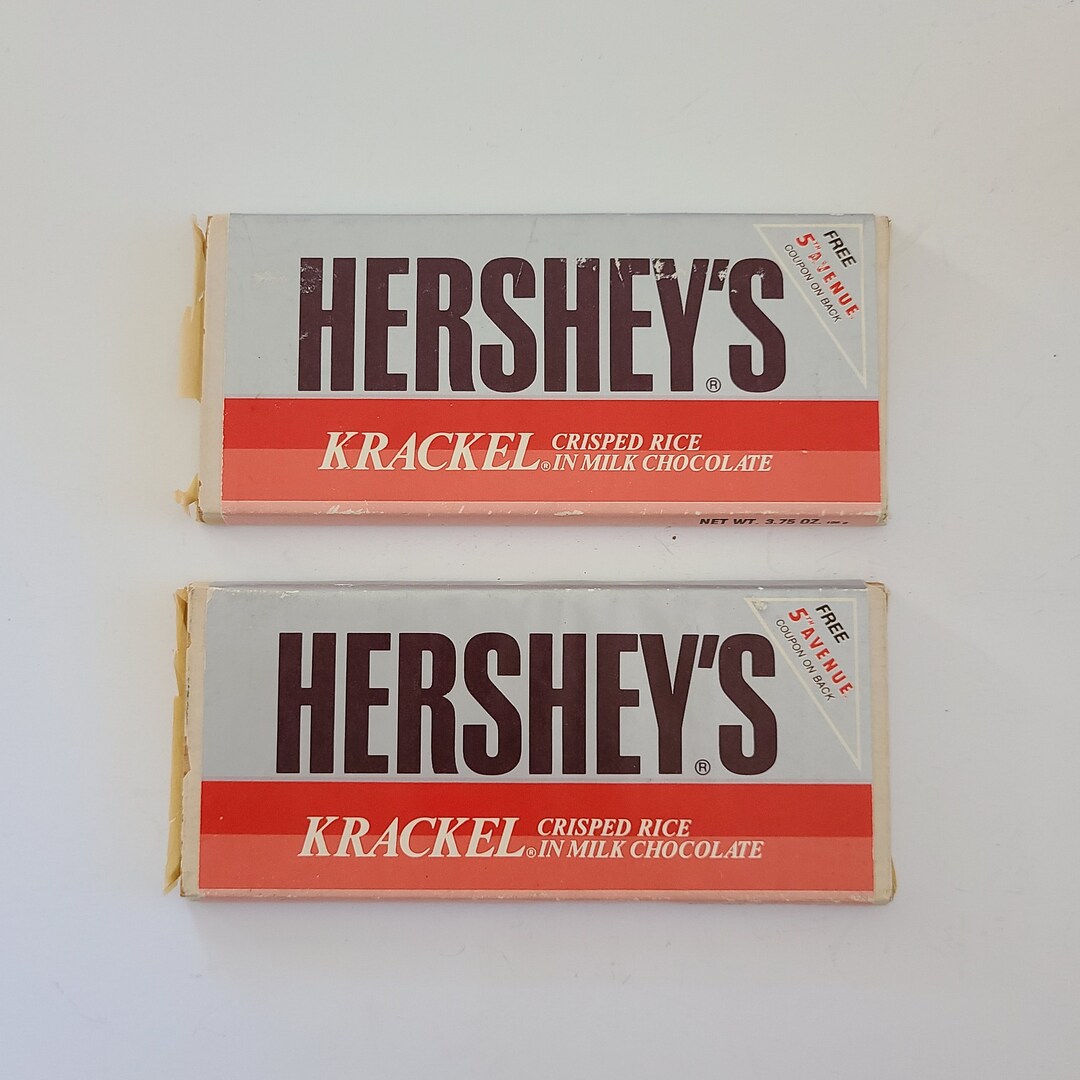 HERSHEY'S®
FREE
5TH AVENUE
COUPON ON BACK
KRACKEL® CRISPED RICE
IN MILK CHOCOLATE
NET WT. 3.75 OZ.
HERSHEY'S®
FREE
5TH AVENUE
COUPON ON BACK
KRACKEL® CRISPED RICE
IN MILK CHOCOLATE